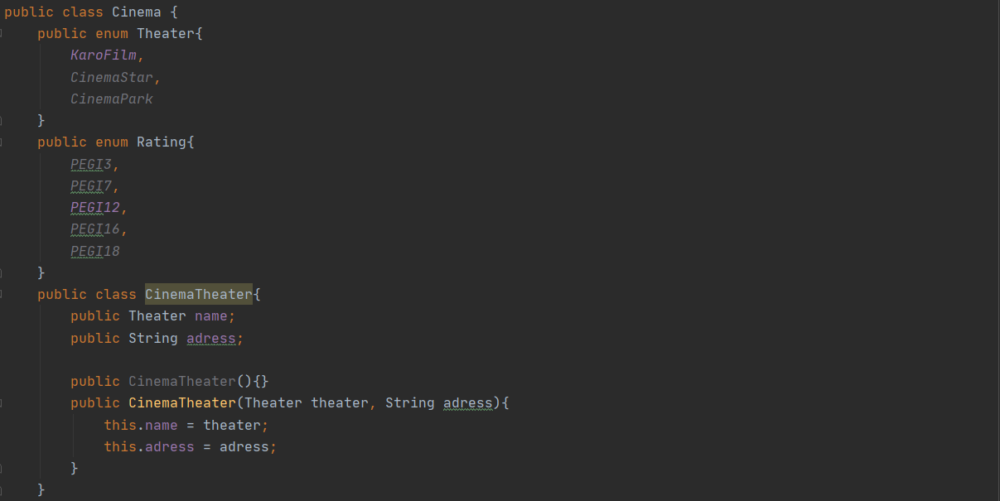 public class Cinema {
    public enum Theater{
        KaroFilm,
        CinemaStar,
        CinemaPark
    }
    public enum Rating{
        PEGI3,
        PEGI7,
        PEGI12,
        PEGI16,
        PEGI18
    }
    public class CinemaTheater{
        public Theater name;
        public String adress;

        public CinemaTheater(){}
        public CinemaTheater(Theater theater, String adress){
            this.name = theater;
            this.adress = adress;
        }
    }